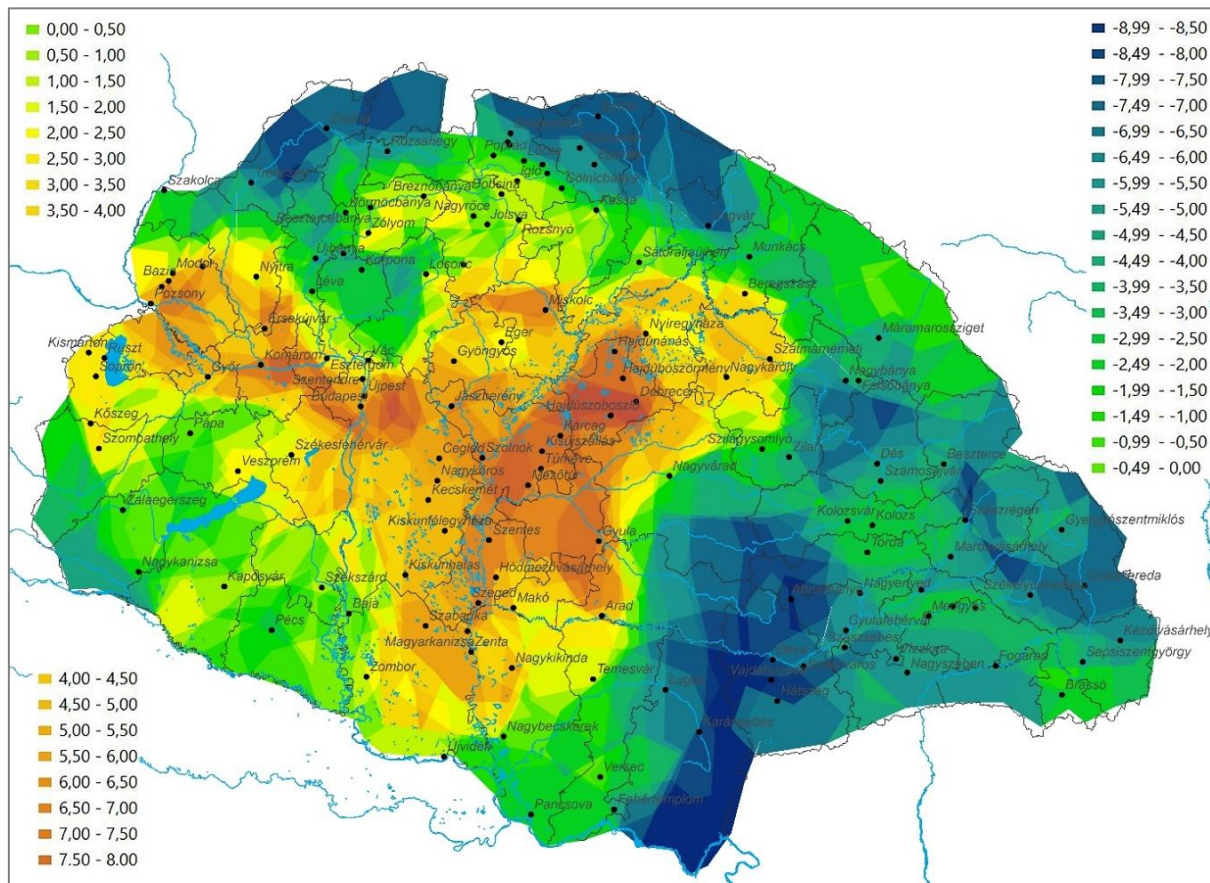 0,00 - 0,50
0,50 - 1,00
1,00 - 1,50
1,50 - 2,00
2,00 - 2,50
2,50 - 3,00
3,00 - 3,50
3,50 - 4,00
-8,99 - -8,50
-8,49 - -8,00
-7,99 - -7,50
-7,49 - -7,00
-6,99 - -6,50
-6,49 - -6,00
-5,99 - -5,50
-5,49 - -5,00
-4,99 - -4,50
-4,49 - -4,00
-3,99 - -3,50
-3,49 - -3,00
-2,99 - -2,50
-2,49 - -2,00
-1,99 - -1,50
-1,49 - -1,00
-0,99 - -0,50
-0,49 - 0,00
Rózsahegy
Poprád
Lőcse
Igló
Szakolca
Gölnicbánya
Dobsina
Breznóbánya
Körmöcbánya
Nagyrőce
Jolsva
Kassa
Besztercebánya
Zólyom
Rozsnyó
Ungvár
Újbánya
Korpona
Losonc
Sátoraljaújhely
Munkács
Bazin
Modor
Nyitra
Léva
Beregszász
Pozsony
Miskolc
Érsekújvár
Eger
Nyíregyháza
Máramarossziget
Kismárton
Ruszt
Sopron
Győr
Komárom
Esztergom
Vác
Gyöngyös
Hajdúnánás
Szatmárnémeti
Szentendre
Újpest
Hajdúböszörmény
Nagykároly
Nagybánya
Felsőbánya
Budapest
Jászberény
Debrecen
Hajdúszoboszló
Kőszeg
Pápa
Karcag
Szombathely
Székesfehérvár
Cegléd
Szolnok
Kisújszállás
Szilágysomlyó
Zilah
Veszprém
Túrkeve
Nagykőrös
Mezőtúr
Nagyvárad
Dés
Beszterce
Szamosújvár
Kecskemét
Zalaegerszeg
Kiskunfélegyháza
Szentes
Gyula
Kolozsvár
Kolozs
Szászrégen
Gyergyószentmiklós
Torda
Marosvásárhely
Nagykanizsa
Kaposvár
Szekszárd
Kiskunhalas
Hódmezővásárhely
Abrudbánya
Nagyenyed
Székelyudvarhely
Csíkszereda
Baja
Szeged
Makó
Arad
Medgyes
Pécs
Szabadka
Gyulafehérvár
Kézdivásárhely
Magyarkanizsa
Zenta
Szászsebes
Zombor
Nagykikinda
Temesvár
Déva
Vízakna
Nagyszeben
Fogaras
Sepsiszentgyörgy
Lugos
Hátszeg
Brassó
Nagybecskerek
Karánsebes
Újvidék
Versec
Pancsova
Fehértemplom
4,00 - 4,50
4,50 - 5,00
5,00 - 5,50
5,50 - 6,00
6,00 - 6,50
6,50 - 7,00
7,00 - 7,50
7.50 - 8.00